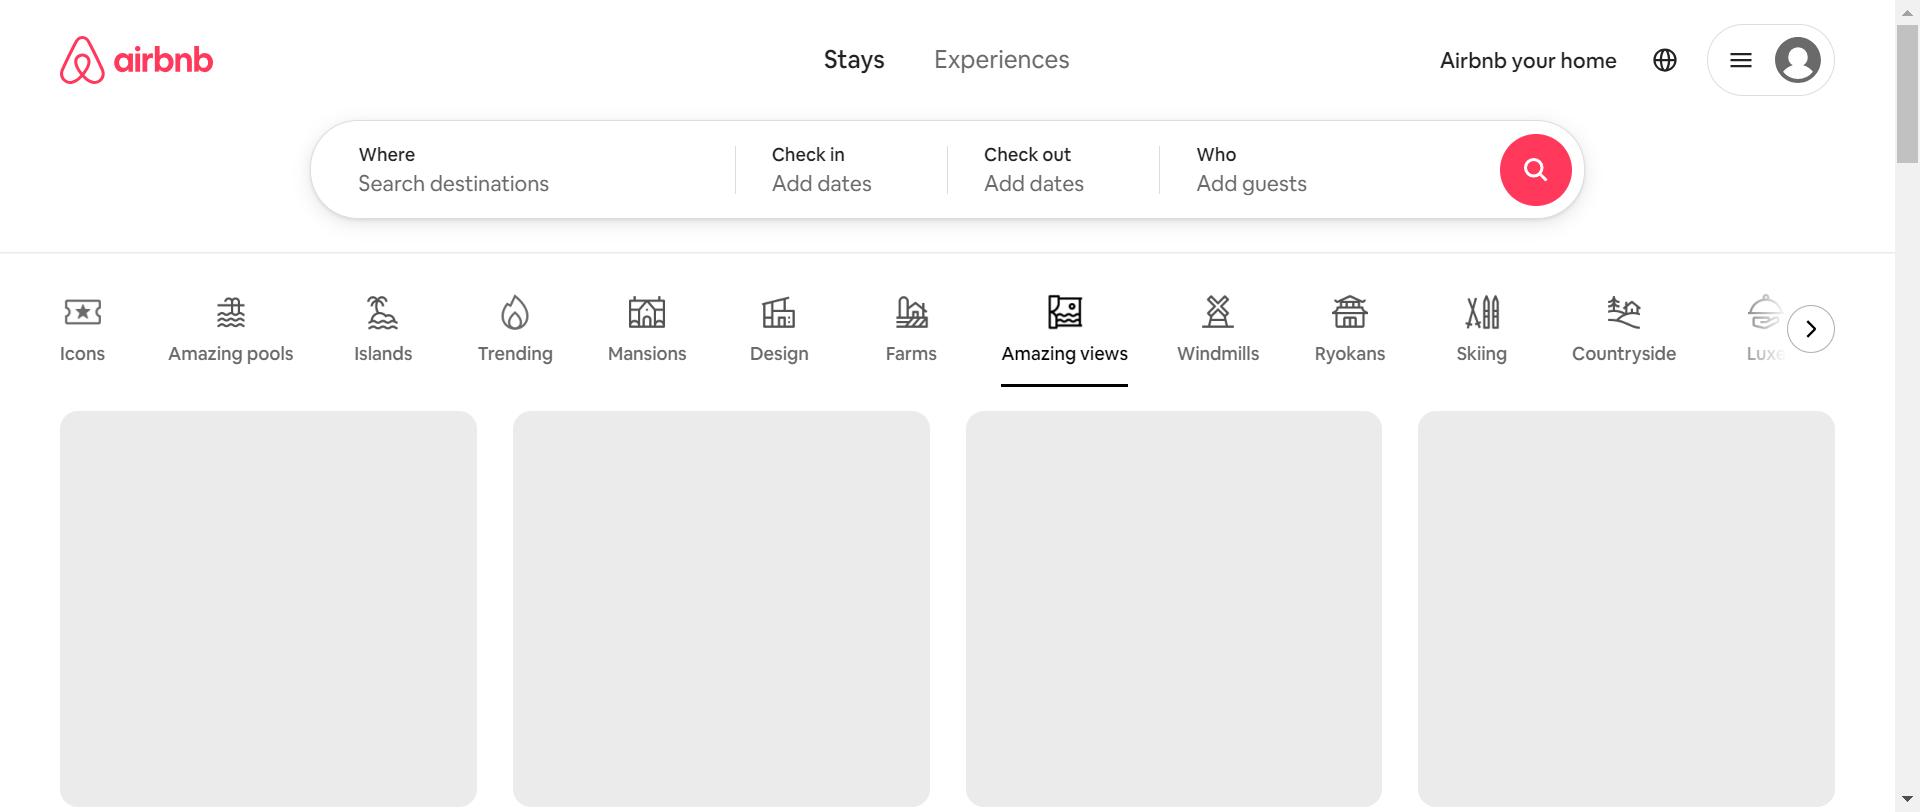 airbnb
Stays
Experiences
Airbnb your home
Where
Search destinations
Check in
Add dates
Check out
Add dates
Who
Add guests
Icons
Amazing pools
Islands
Trending
Mansions
Design
Farms
Amazing views
Windmills
Ryokans
Skiing
Countryside
Luxe